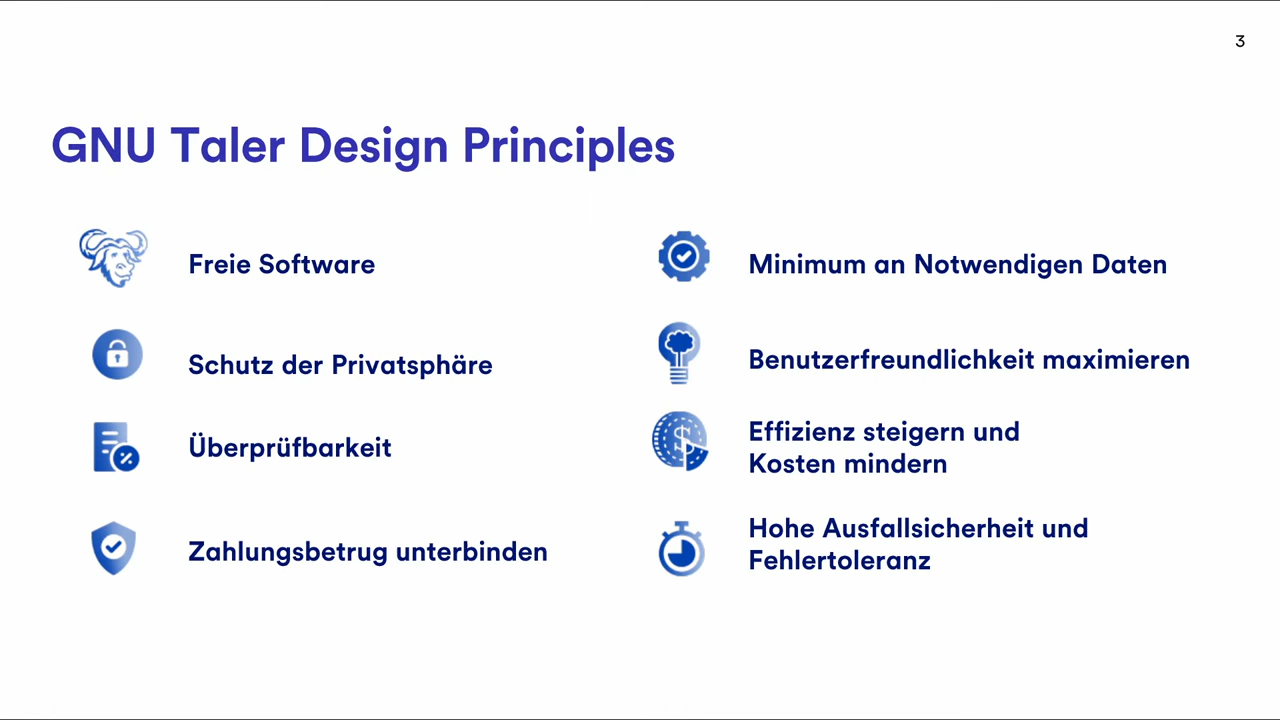 3
GNU Taler Design Principles
Freie Software
Schutz der Privatsphäre
Überprüfbarkeit
Zahlungsbetrug unterbinden
Minimum an Notwendigen Daten
Benutzerfreundlichkeit maximieren
Effizienz steigern und
Kosten mindern
Hohe Ausfallsicherheit und
Fehlertoleranz